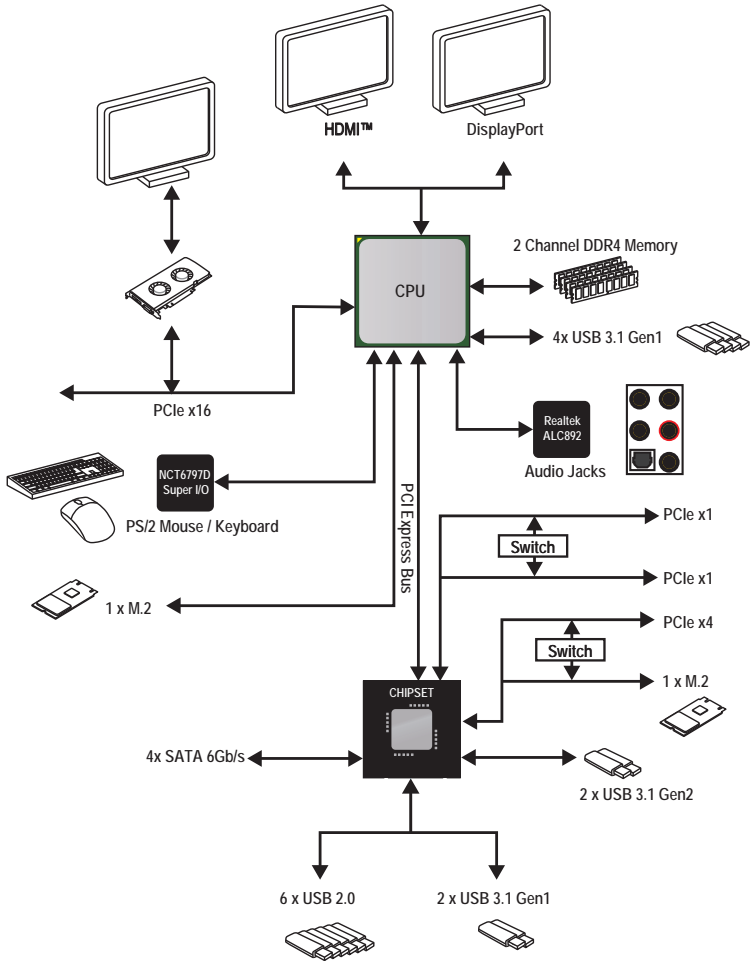 HDMI™
DisplayPort
CPU
2 Channel DDR4 Memory
4x USB 3.1 Gen1
PCIe x16
Realtek
ALC892
Audio Jacks
NCT6797D
Super I/O
PS/2 Mouse / Keyboard
PCI Express Bus
PCIe x1
Switch
PCIe x1
1 x M.2
PCIe x4
Switch
1 x M.2
CHIPSET
4x SATA 6Gb/s
2 x USB 3.1 Gen2
6 x USB 2.0
2 x USB 3.1 Gen1